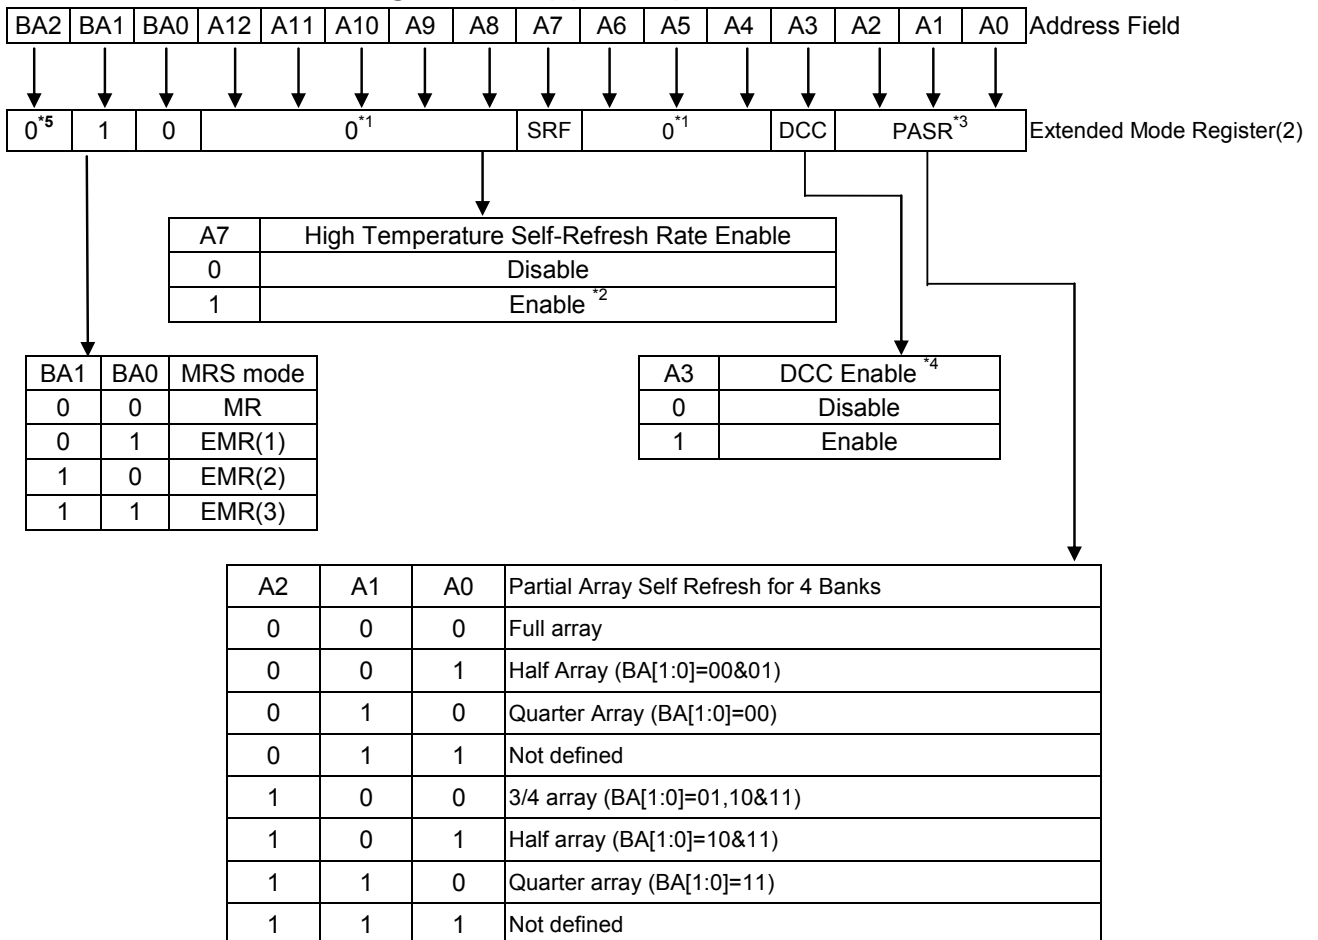 BA2 BA1 BA0 A12 A11 A10 A9 A8 A7 A6 A5 A4 A3 A2 A1 A0 Address Field
0*5 1 0 0*1 SRF 0*1 DCC PASR*3 Extended Mode Register(2)
A7 High Temperature Self-Refresh Rate Enable
0 Disable
1 Enable *2
BA1 BA0 MRS mode
0 0 MR
0 1 EMR(1)
1 0 EMR(2)
1 1 EMR(3)
A3 DCC Enable *4
0 Disable
1 Enable
A2 A1 A0 Partial Array Self Refresh for 4 Banks
0 0 0 Full array
0 0 1 Half Array (BA[1:0]=00&01)
0 1 0 Quarter Array (BA[1:0]=00)
0 1 1 Not defined
1 0 0 3/4 array (BA[1:0]=01,10&11)
1 0 1 Half array (BA[1:0]=10&11)
1 1 0 Quarter array (BA[1:0]=11)
1 1 1 Not defined